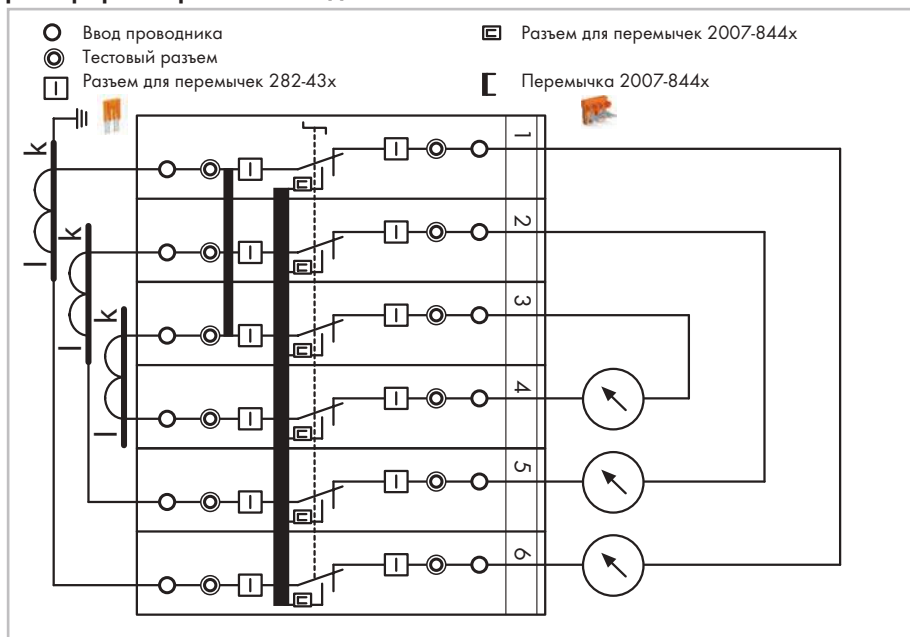 Ввод проводника
Тестовый разъем
Разъем для перемычек 282-43x
Разъем для перемычек 2007-844x
Перемычка 2007-844x
k
l
k
l
k
l
1
2
3
4
5
6